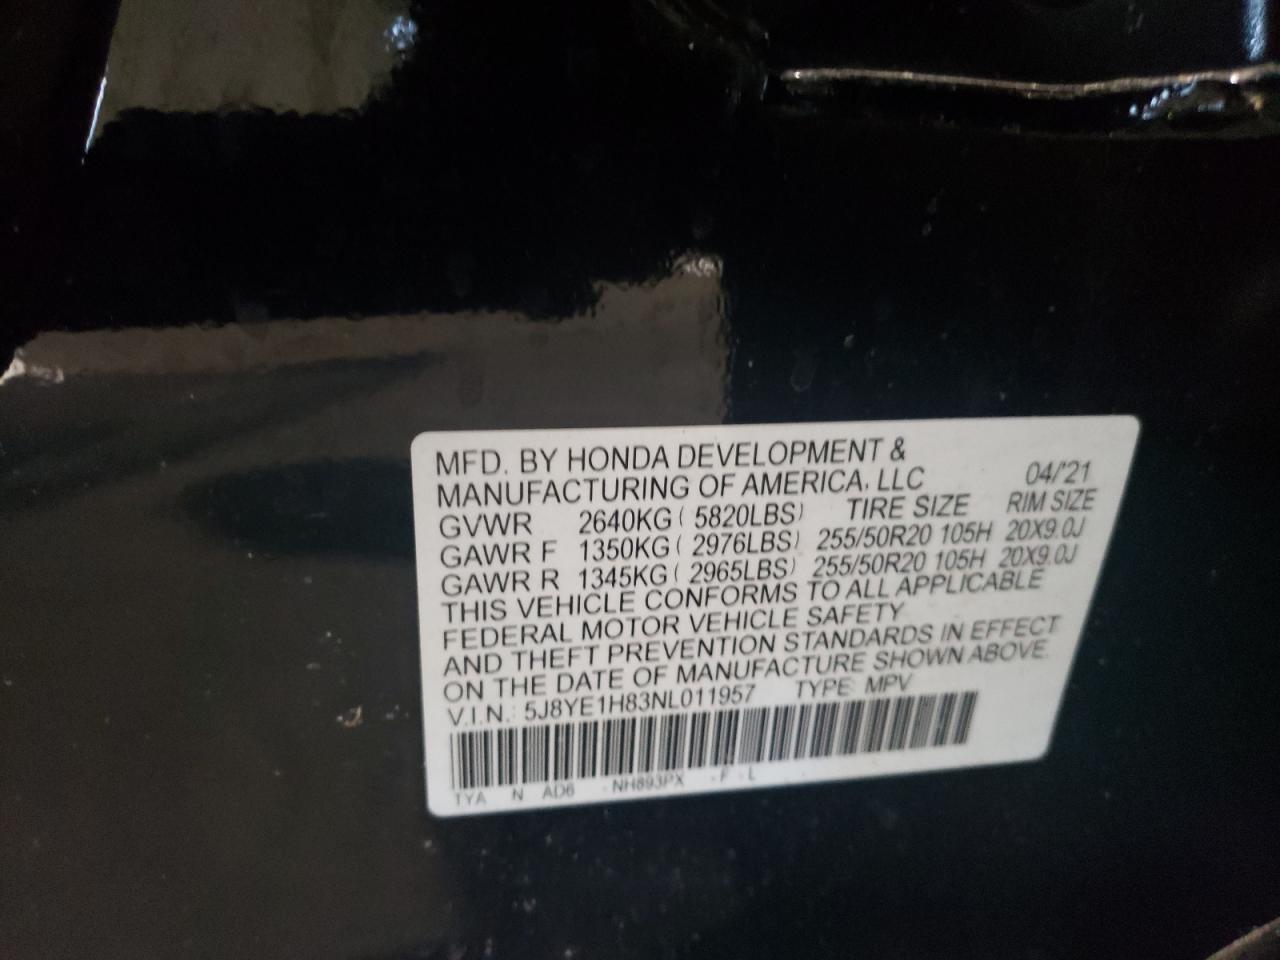 MFD. BY HONDA DEVELOPMENT &
MANUFACTURING OF AMERICA, LLC 04/'21
GVWR 2640KG ( 5820LBS) TIRE SIZE RIM SIZE
GAWR F 1350KG ( 2976LBS) 255/50R20 105H 20X9.0J
GAWR R 1345KG ( 2965LBS) 255/50R20 105H 20X9.0J
THIS VEHICLE CONFORMS TO ALL APPLICABLE
FEDERAL MOTOR VEHICLE SAFETY
AND THEFT PREVENTION STANDARDS IN EFFECT
ON THE DATE OF MANUFACTURE SHOWN ABOVE.
V.I.N.: 5J8YE1H83NL011957 TYPE: MPV
TYA N AD6 - NH893PX - F - L